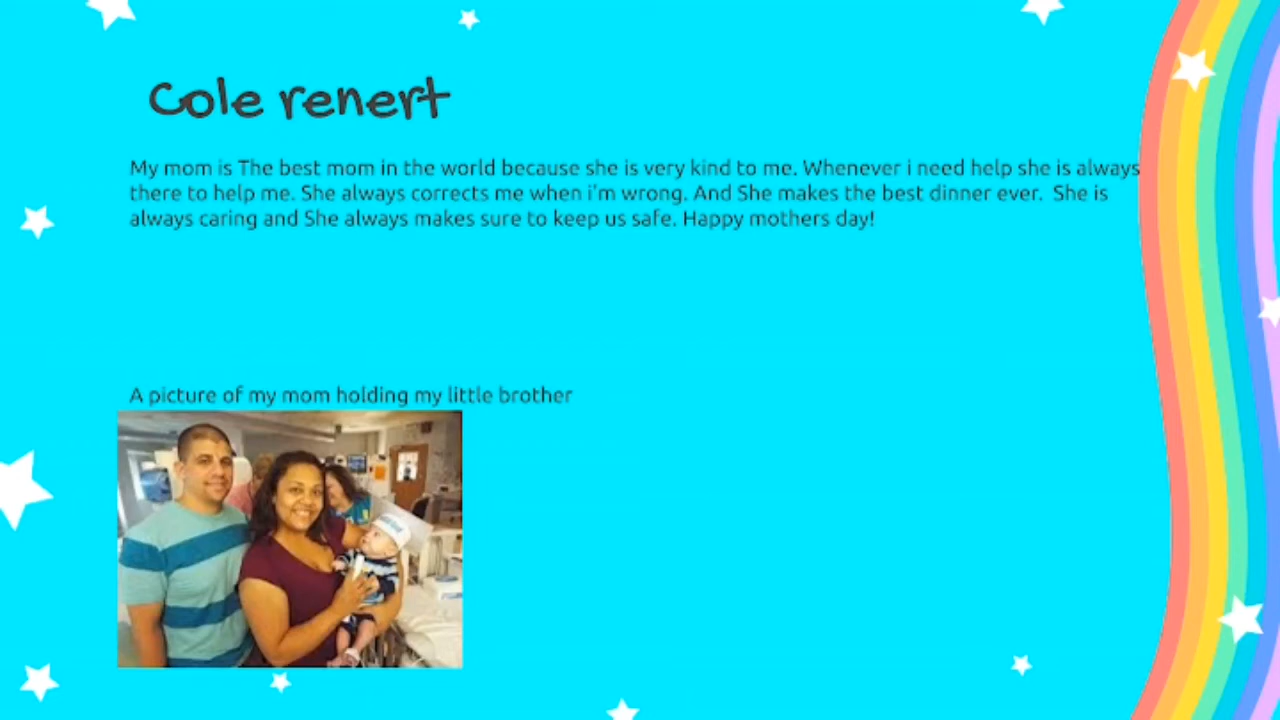 Cole renert
My mom is The best mom in the world because she is very kind to me. Whenever i need help she is always
there to help me. She always corrects me when i'm wrong. And She makes the best dinner ever.  She is
always caring and She always makes sure to keep us safe. Happy mothers day!
A picture of my mom holding my little brother